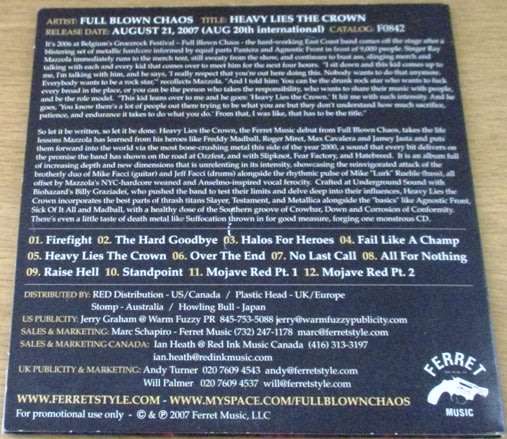 ARTIST: FULL BLOWN CHAOS TITLE: HEAVY LIES THE CROWN
RELEASE DATE: AUGUST 21, 2007 (AUG 20th international) CATALOG: F0842
It's 2006 at Belgium's Graszrock Festival – Full Blown Chaos - the hard-working East Coast band comes off the stage after a
blistering set of metallic hardcore informed by equal parts Pantera and Agnostic Front in front of 9,000 people. Singer Ray
Mazzola immediately runs to the merch tent, still sweaty from the show, and continues to bust ass, slinging merch and
talking with each and every kid that comes over to meet him for the next four hours. "I sit down and this kid comes up to
me, I'm talking with him, and he says, 'I really respect that you're out here doing this. Nobody wants to do that anymore.
Everybody wants to be a rock star,'" recollects Mazzola. "And I told him: You can be the drunk rock star who wants to fuck
every broad in the place, or you can be the person who takes the responsibility, who wants to share their music with people,
and be the role model. 'This kid leans over to me and he goes 'Heavy Lies the Crown.' It hit me with such intensity. And he
goes, 'You know there's a lot of people out there trying to be what you are but they don't understand how much sacrifice,
patience, and endurance it takes to do what you do.' From that, I was like, that has to be the title."
So let it be written, so let it be done. Heavy Lies the Crown, the Ferret Music debut from Full Blown Chaos, takes the life
lessons Mazzola has learned from his heroes like Freddy Madball, Roger Miret, Max Cavalera and Jamey Jasta and puts
them forward into the world via the most bone-crushing metal this side of the year 2000, a sound that every bit delivers on
the promise the band has shown on the road at Ozzfest, and with Slipknot, Fear Factory, and Hatebreed. It is an album full
of increasing depth and new dimensions that is unrelenting in its intensity, showcasing the reinvigorated attack of the
brotherly duo of Mike Facci (guitar) and Jeff Facci (drums) alongside the rhythmic pulse of Mike "Lurk" Ruehle (bass), all
offset by Mazzola's NYC-hardcore weaned and Anselmo-inspired vocal ferocity. Crafted at Underground Sound with
Biohazard's Billy Graziadei, who pushed the band to test their limits and delve deep into their influences, Heavy Lies the
Crown incorporates the best parts of thrash titans Slayer, Testament, and Metallica alongside the "basics" like Agnostic Front,
Sick Of It All and Madball, with a healthy dose of the Southern groove of Crowbar, Down and Corrosion of Conformity.
There's even a little taste of death metal like Suffocation thrown in for good measure, forging one monstrous CD.
01. Firefight 02. The Hard Goodbye 03. Halos For Heroes 04. Fail Like A Champ
05. Heavy Lies The Crown 06. Over The End 07. No Last Call 08. All For Nothing
09. Raise Hell 10. Standpoint 11. Mojave Red Pt. 1 12. Mojave Red Pt. 2
DISTRIBUTED BY: RED Distribution - US/Canada / Plastic Head - UK/Europe
Stomp - Australia / Howling Bull - Japan
US PUBLICITY: Jerry Graham @ Warm Fuzzy PR 845-753-5088 jerry@warmfuzzypublicity.com
SALES & MARKETING: Marc Schapiro - Ferret Music (732) 247-1178 marc@ferretstyle.com
SALES & MARKETING-CANADA: Ian Heath @ Red Ink Music Canada (416) 313-3197
ian.heath@redinkmusic.com
UK PUBLICITY & MARKETING: Andy Turner 020 7609 4543 andy@ferretstyle.com
Will Palmer 020 7609 4537 will@ferretstyle.com
WWW.FERRETSTYLE.COM - WWW.MYSPACE.COM/FULLBLOWNCHAOS
For promotional use only - © & ℗ 2007 Ferret Music, LLC
FERRET
MUSIC